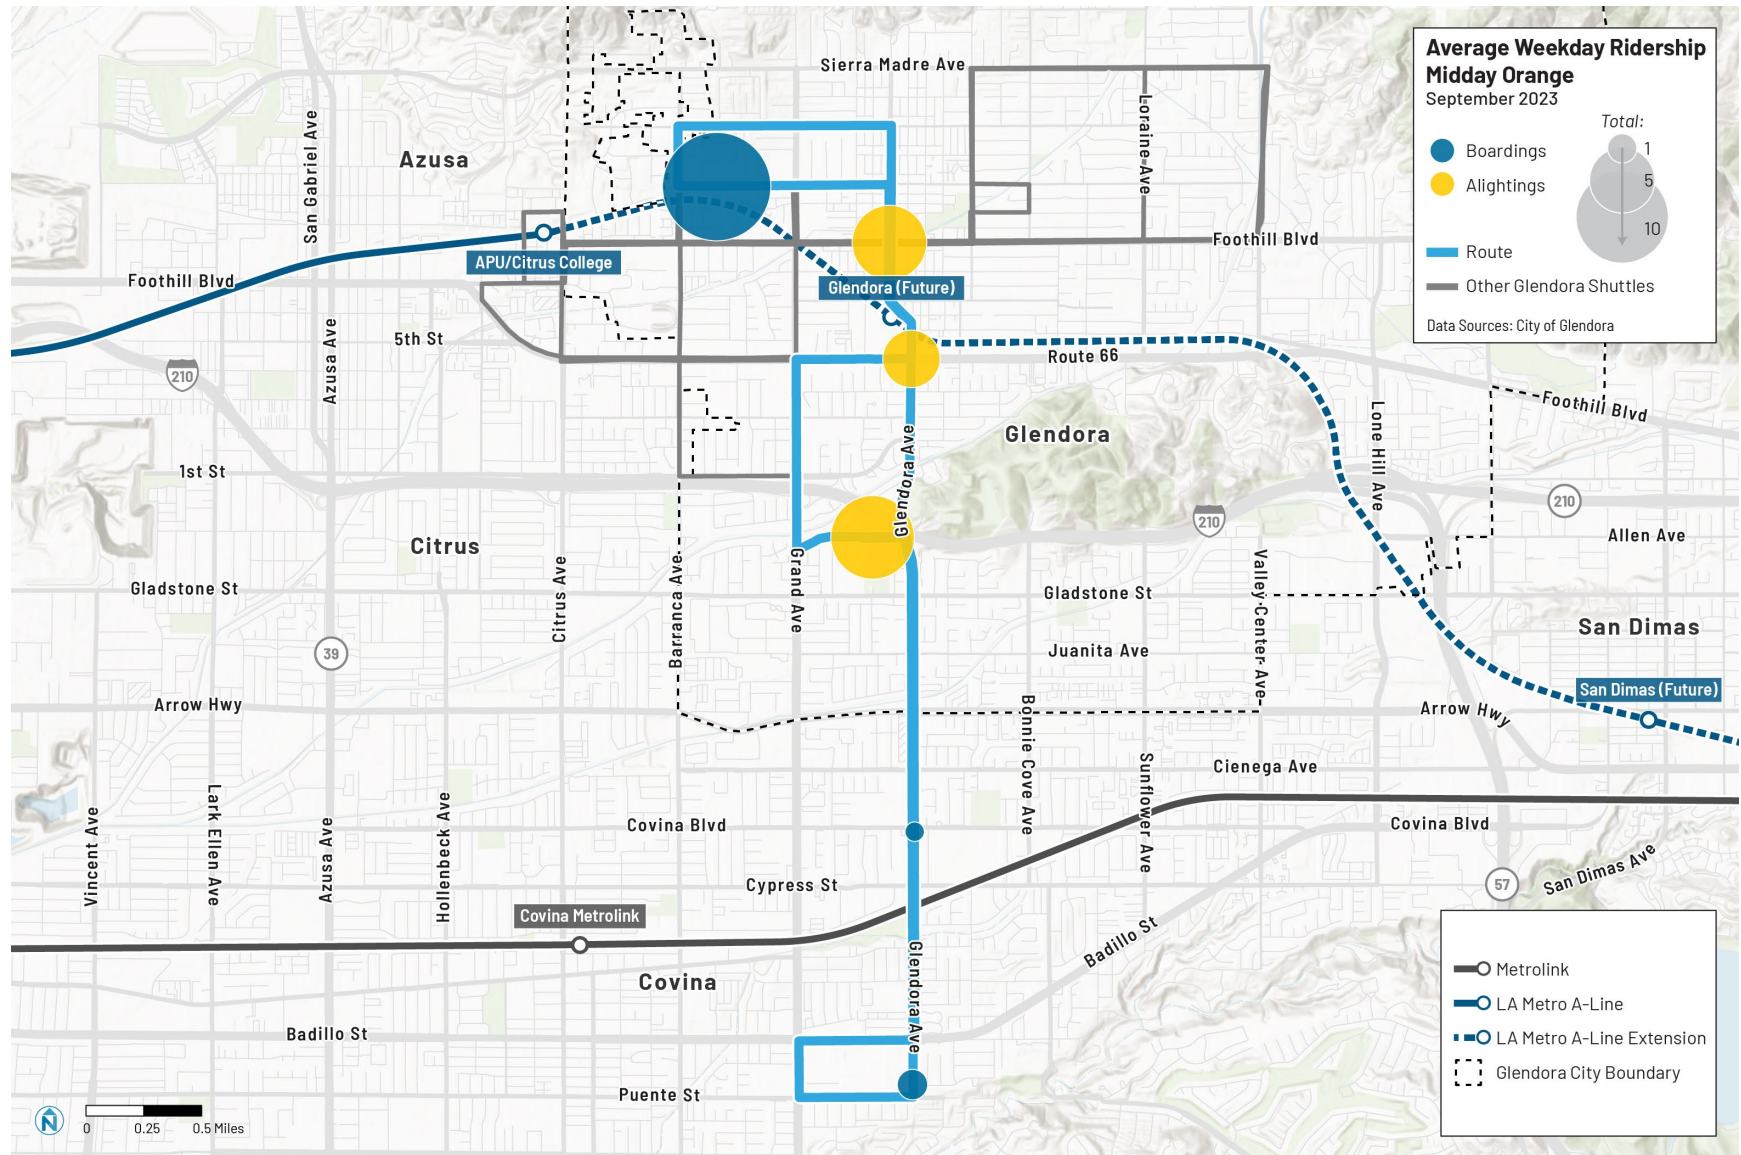 Average Weekday Ridership
Midday Orange
September 2023
Total:
Boardings
1
Alightings
5
10
Route
Other Glendora Shuttles
Data Sources: City of Glendora
Sierra Madre Ave
Loraine Ave
San Gabriel Ave
Azusa
Foothill Blvd
APU/Citrus College
Foothill Blvd
Glendora (Future)
5th St
Azusa Ave
Route 66
210
Foothill Blvd
Lone Hill Ave
Glendora
Glendora Ave
1st St
210
210
Allen Ave
Citrus
Citrus Ave
Barranca Ave
Grand Ave
Valley Center Ave
Gladstone St
Gladstone St
San Dimas
39
Juanita Ave
San Dimas (Future)
Arrow Hwy
Bonnie Cove Ave
Arrow Hwy
Sunflower Ave
Cienega Ave
Vincent Ave
Lark Ellen Ave
Azusa Ave
Hollenbeck Ave
Covina Blvd
Covina Blvd
Cypress St
57
San Dimas Ave
Covina Metrolink
Badillo St
Glendora Ave
Covina
Badillo St
Puente St
Metrolink
LA Metro A-Line
LA Metro A-Line Extension
Glendora City Boundary
N
0
0.25
0.5 Miles